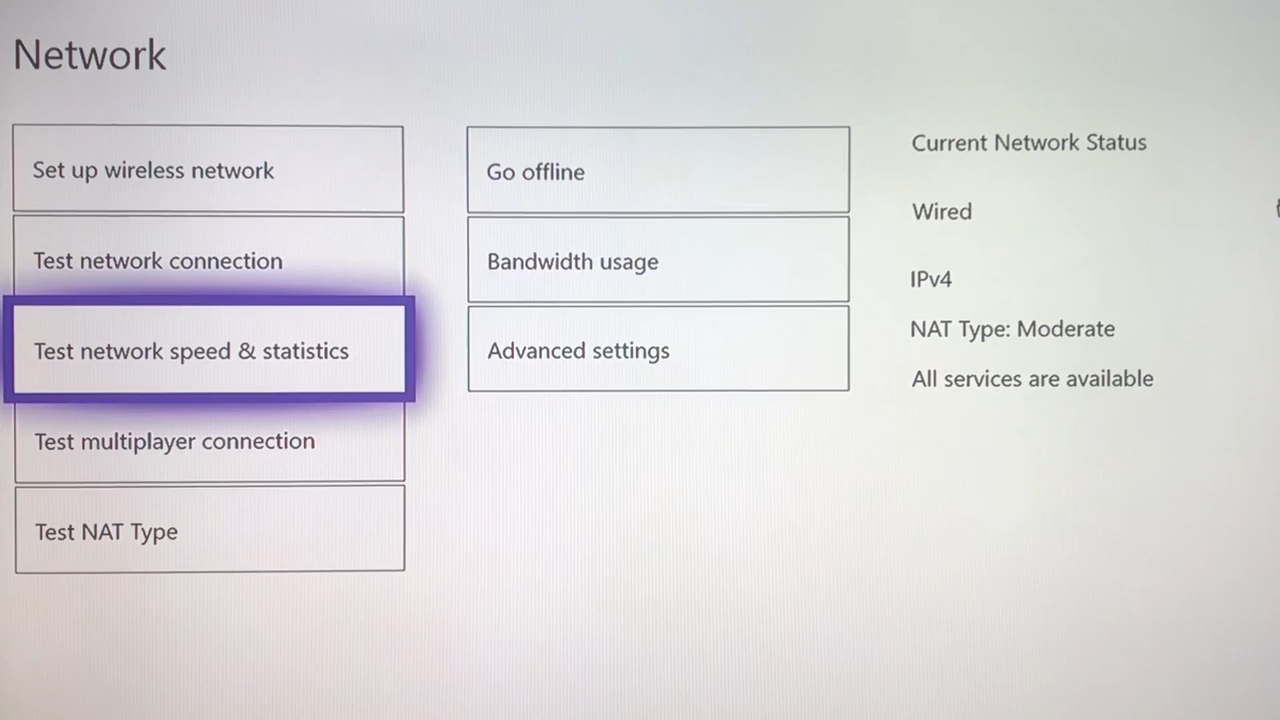 Network
Set up wireless network
Test network connection
Test network speed & statistics
Test multiplayer connection
Test NAT Type
Go offline
Bandwidth usage
Advanced settings
Current Network Status
Wired
IPv4
NAT Type: Moderate
All services are available